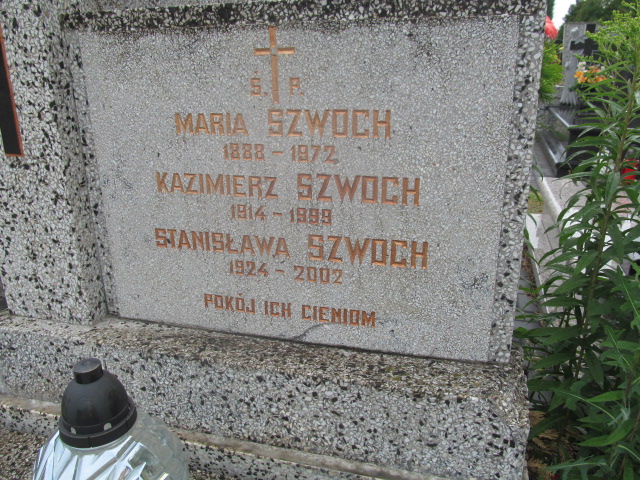 Ś. P.
MARIA SZWOCH
1888 - 1972
KAZIMIERZ SZWOCH
1914 - 1999
STANISŁAWA SZWOCH
1924 - 2002
POKÓJ ICH CIENIOM